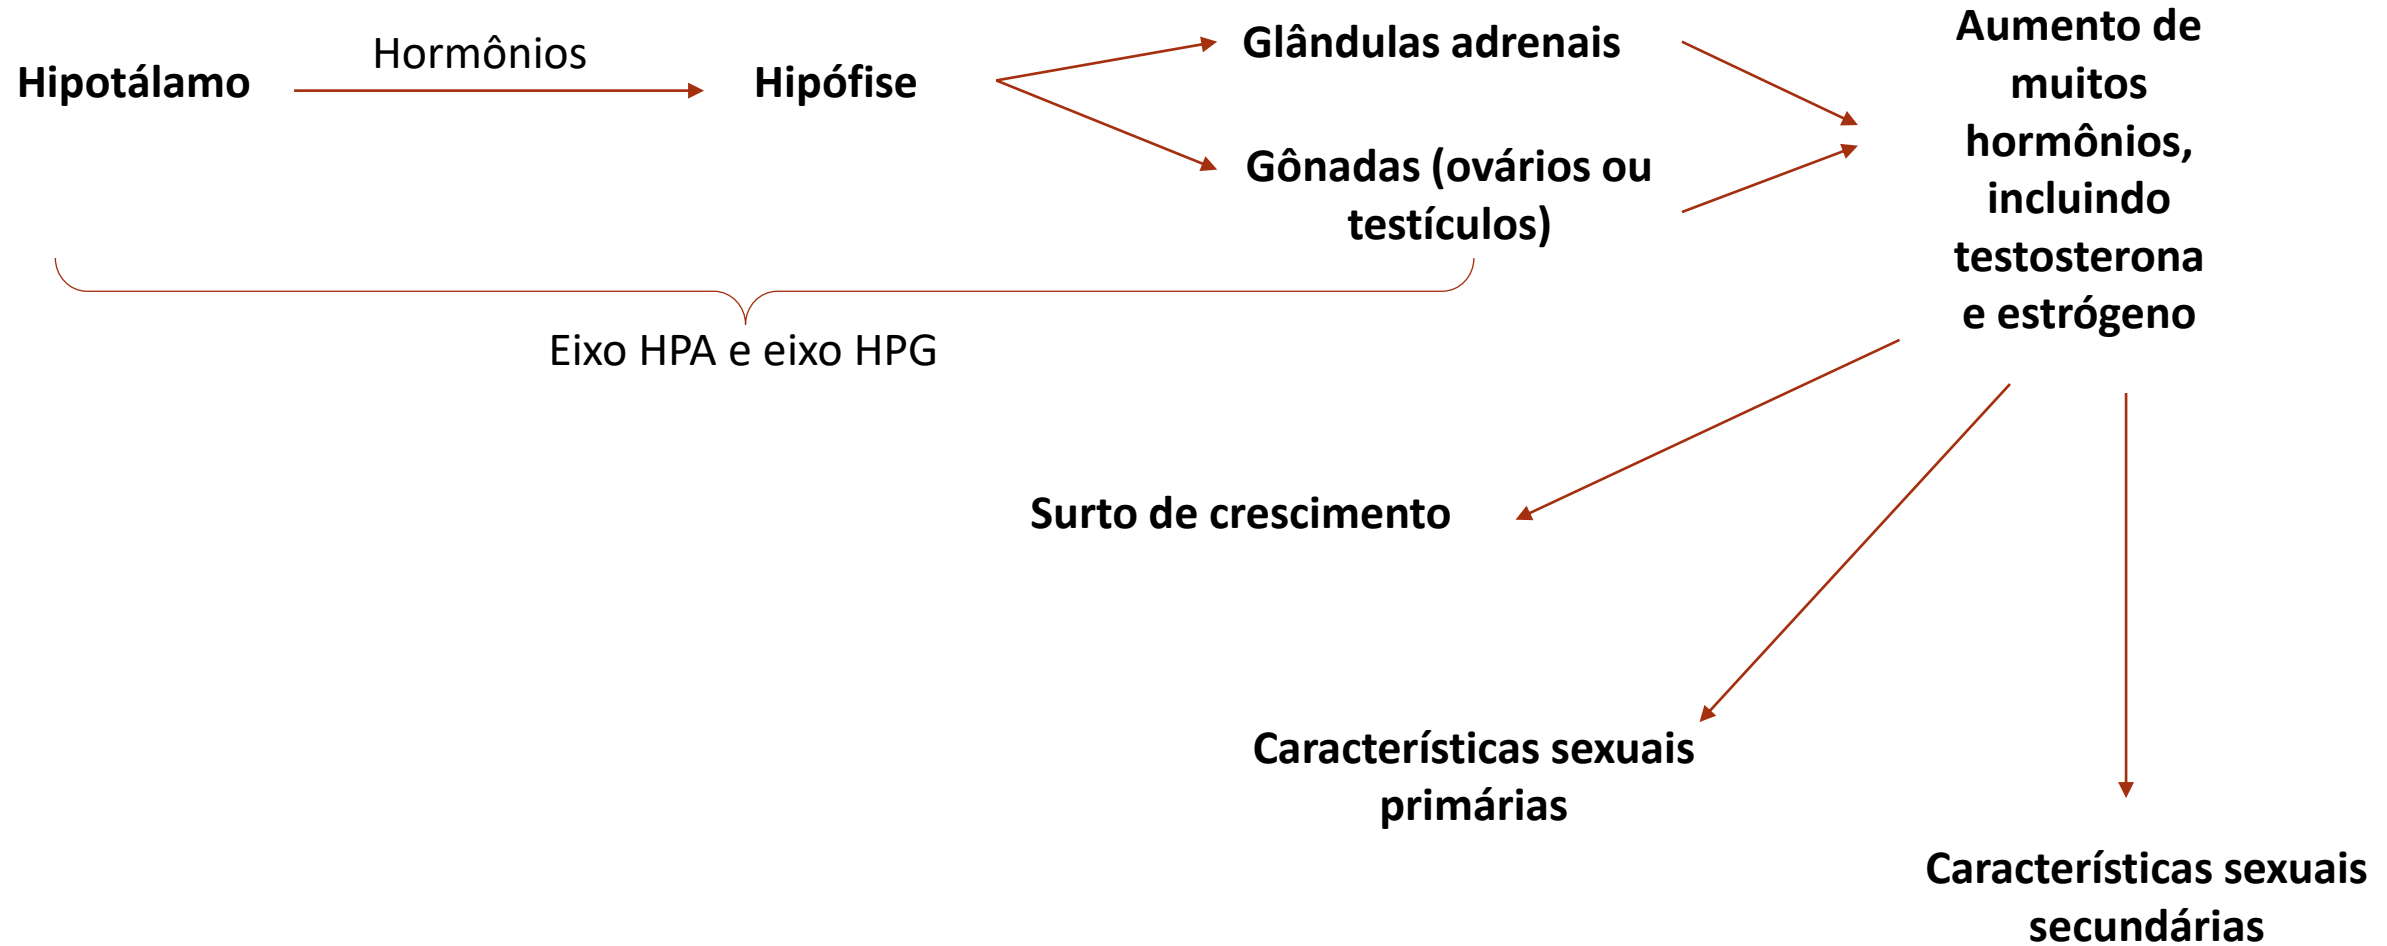 Hipotálamo
Hormônios
Hipófise
Glândulas adrenais
Gônadas (ovários ou
testículos)
Aumento de
muitos
hormônios,
incluindo
testosterona
e estrógeno
Eixo HPA e eixo HPG
Surto de crescimento
Características sexuais
primárias
Características sexuais
secundárias